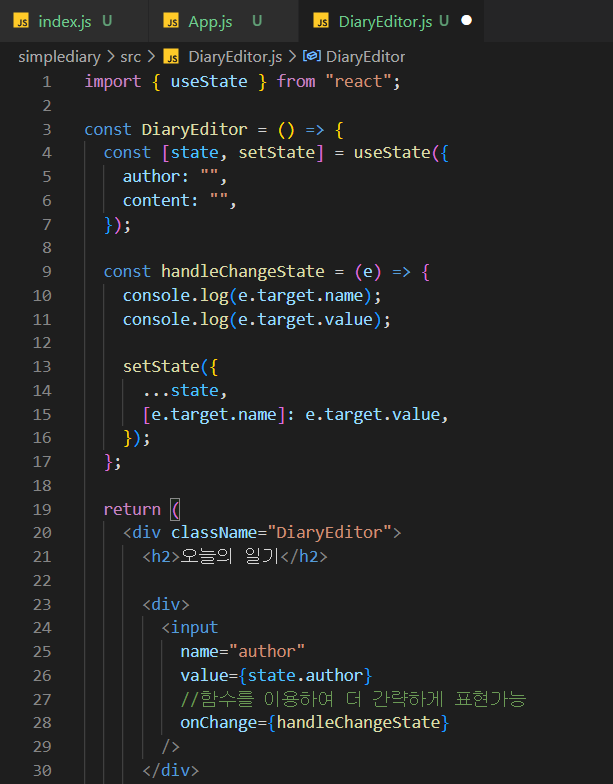 JS index.js U JS App.js U JS DiaryEditor.js U
simplediary > src > JS DiaryEditor.js > DiaryEditor
1 import { useState } from "react";
2
3 const DiaryEditor = () => {
4 const [state, setState] = useState({
5 author: "",
6 content: "",
7 });
8
9 const handleChangeState = (e) => {
10 console.log(e.target.name);
11 console.log(e.target.value);
12
13 setState({
14 ...state,
15 [e.target.name]: e.target.value,
16 });
17 };
18
19 return (
20 <div className="DiaryEditor">
21 <h2>오늘의 일기</h2>
22
23 <div>
24 <input
25 name="author"
26 value={state.author}
27 //함수를 이용하여 더 간략하게 표현가능
28 onChange={handleChangeState}
29 />
30 </div>